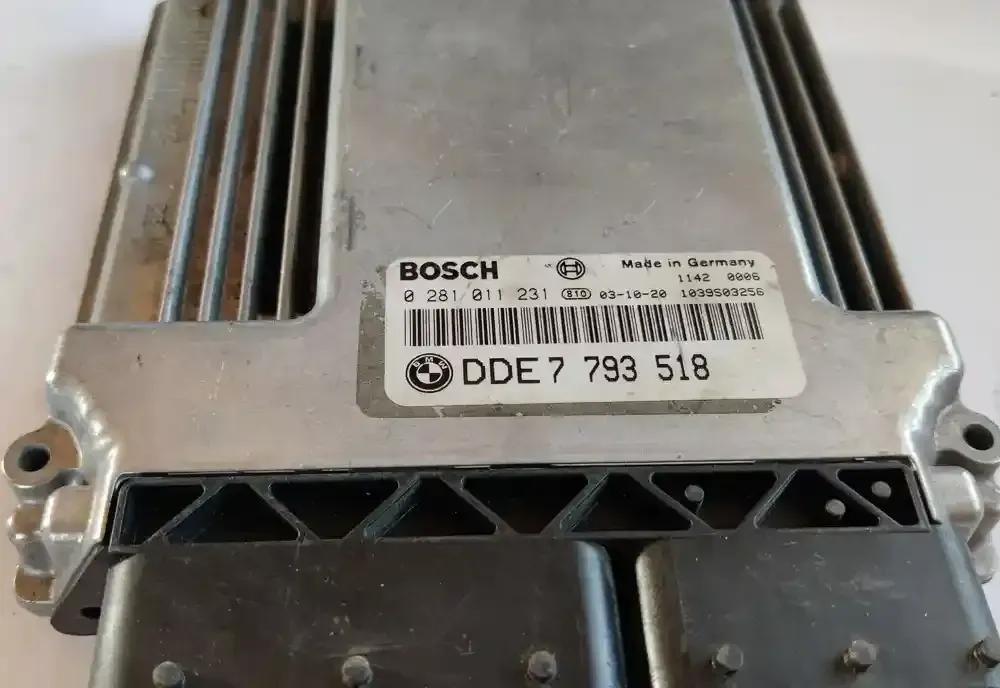 BOSCH Made in Germany
1142 0006
0 281 011 231 810 03-10-20 1039S03256
BMW DDE 7 793 518